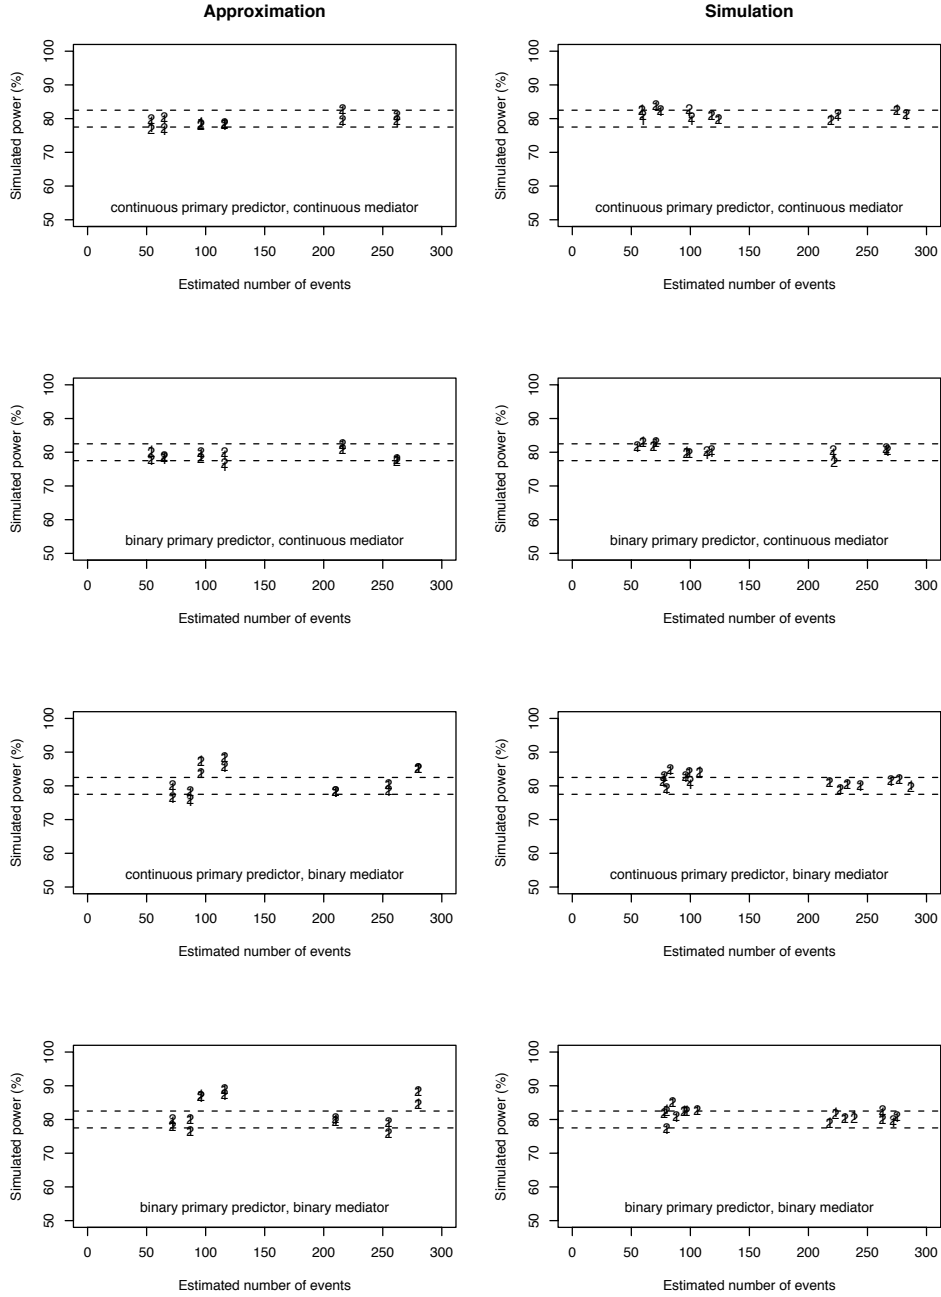 Approximation Simulation
Simulated power (%)
50 60 70 80 90 100
continuous primary predictor, continuous mediator
0 50 100 150 200 250 300
Estimated number of events
Simulated power (%)
50 60 70 80 90 100
continuous primary predictor, continuous mediator
0 50 100 150 200 250 300
Estimated number of events
Simulated power (%)
50 60 70 80 90 100
binary primary predictor, continuous mediator
0 50 100 150 200 250 300
Estimated number of events
Simulated power (%)
50 60 70 80 90 100
binary primary predictor, continuous mediator
0 50 100 150 200 250 300
Estimated number of events
Simulated power (%)
50 60 70 80 90 100
continuous primary predictor, binary mediator
0 50 100 150 200 250 300
Estimated number of events
Simulated power (%)
50 60 70 80 90 100
continuous primary predictor, binary mediator
0 50 100 150 200 250 300
Estimated number of events
Simulated power (%)
50 60 70 80 90 100
binary primary predictor, binary mediator
0 50 100 150 200 250 300
Estimated number of events
Simulated power (%)
50 60 70 80 90 100
binary primary predictor, binary mediator
0 50 100 150 200 250 300
Estimated number of events